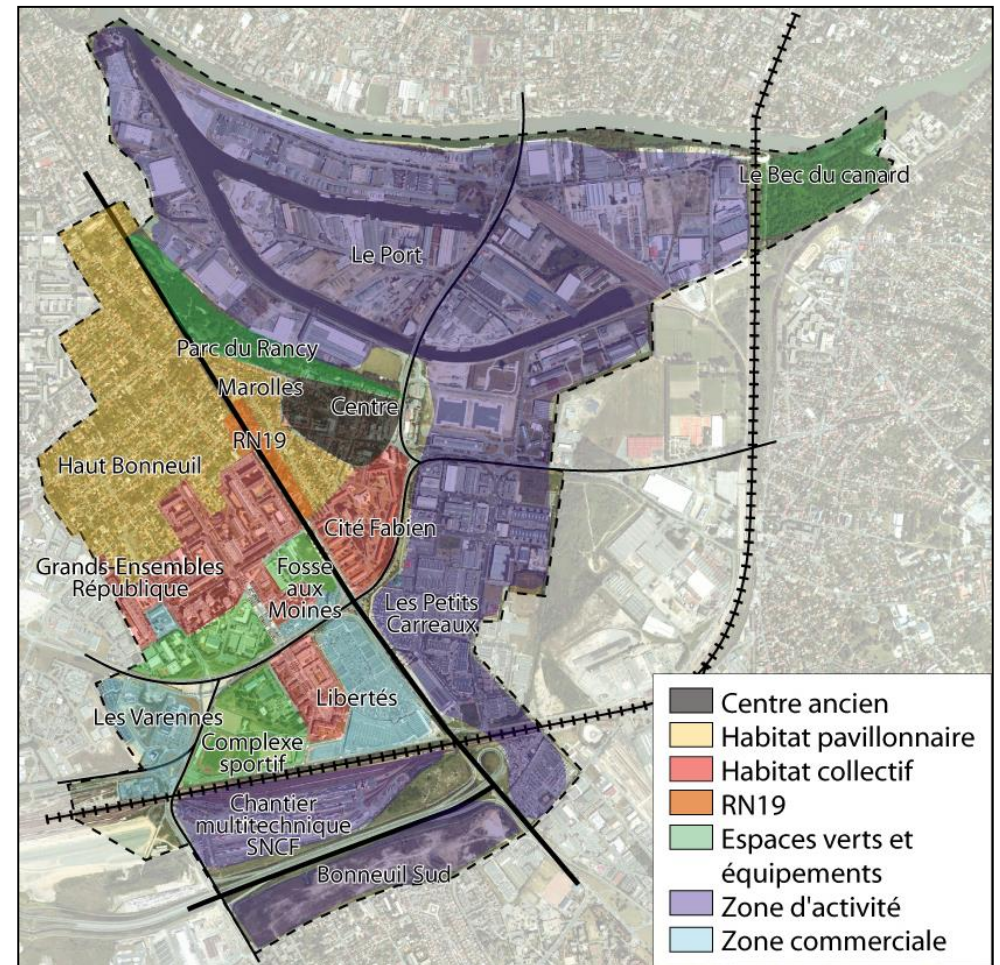 Le Bec du canard
Le Port
Parc du Rancy
Marolles
Centre
RN19
Haut Bonneuil
Cité Fabien
Grands Ensembles
République
Fosse
aux
Moines
Les Petits
Carreaux
Libertés
Les Varennes
Complexe
sportif
Chantier
multitechnique
SNCF
Bonneuil Sud
Centre ancien
Habitat pavillonnaire
Habitat collectif
RN19
Espaces verts et
équipements
Zone d'activité
Zone commerciale